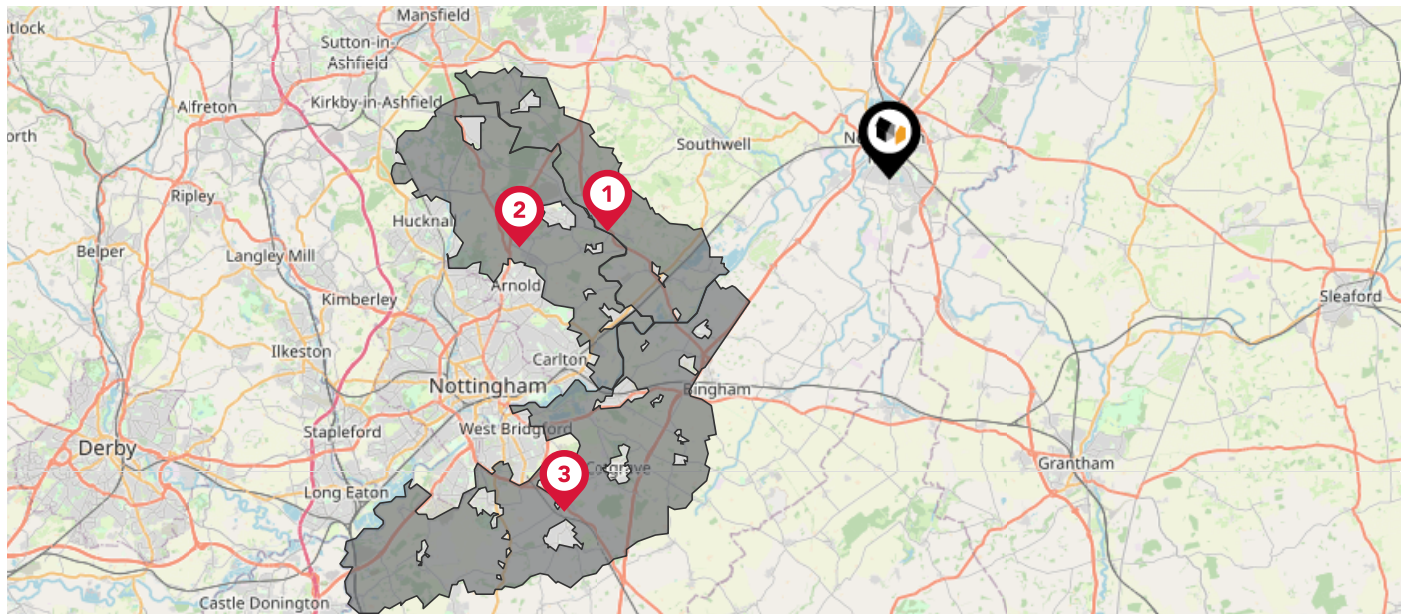 tlock
Mansfield
Sutton-in-
Ashfield
Alfreton
Kirkby-in-Ashfield
orth
Southwell
Ne
n
Ripley
1
2
Hucknal
Belper
Langley Mill
Arnold
Kimberley
Sleaford
Ilkeston
Carlton
Nottingham
Bingham
West Bridgford
Stapleford
Derby
Cotgrave
3
Grantham
Long Eaton
Castle Donington